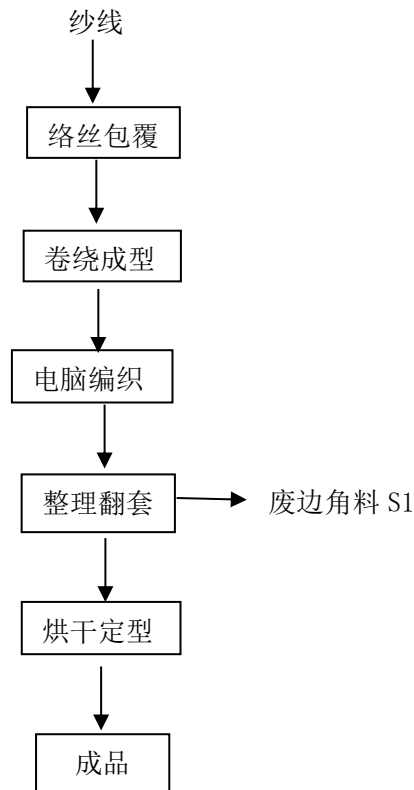 纱线
络丝包覆
卷绕成型
电脑编织
整理翻套
废边角料 S1
烘干定型
成品